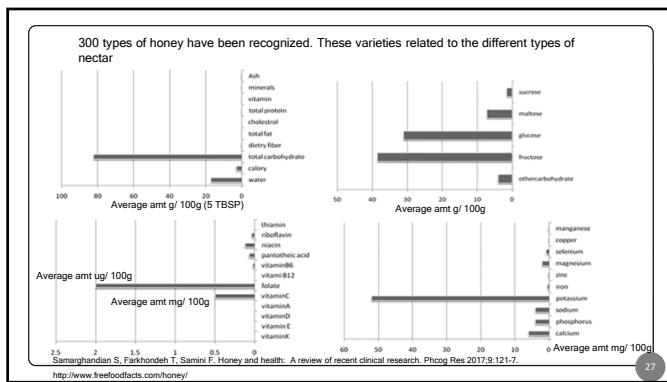 300 types of honey have been recognized. These varieties related to the different types of
nectar
Ash
minerals
vitamin
total protein
cholestrol
total fat
dietry fiber
total carbohydrate
calory
water
100 80 60 40 20 0
Average amt g/ 100g (5 TBSP)
sucrose
maltose
glucose
fructose
othercarbohydrate
50 40 30 20 10 0
Average amt g/ 100g
thiamin
riboflavin
niacin
pantotheic acid
vitaminB6
vitami B12
folate
vitaminC
vitaminA
vitaminD
vitamin E
vitaminK
Average amt ug/ 100g
Average amt mg/ 100g
2.5 2 1.5 1 0.5 0
manganese
copper
selenium
magnesium
zinc
iron
potassium
sodium
phosphorus
calcium
60 50 40 30 20 10 0
Average amt mg/ 100g
Samarghandian S, Farkhondeh T, Samini F. Honey and health: A review of recent clinical research. Phcog Res 2017;9:121-7.
http://www.freefoodfacts.com/honey/
27